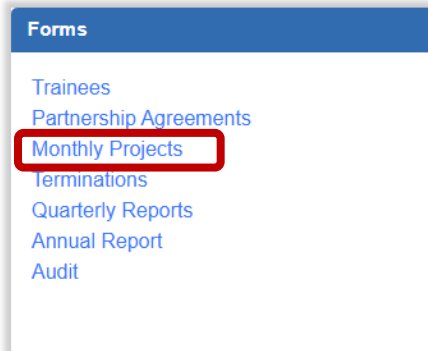 Forms
Trainees
Partnership Agreements
Monthly Projects
Terminations
Quarterly Reports
Annual Report
Audit